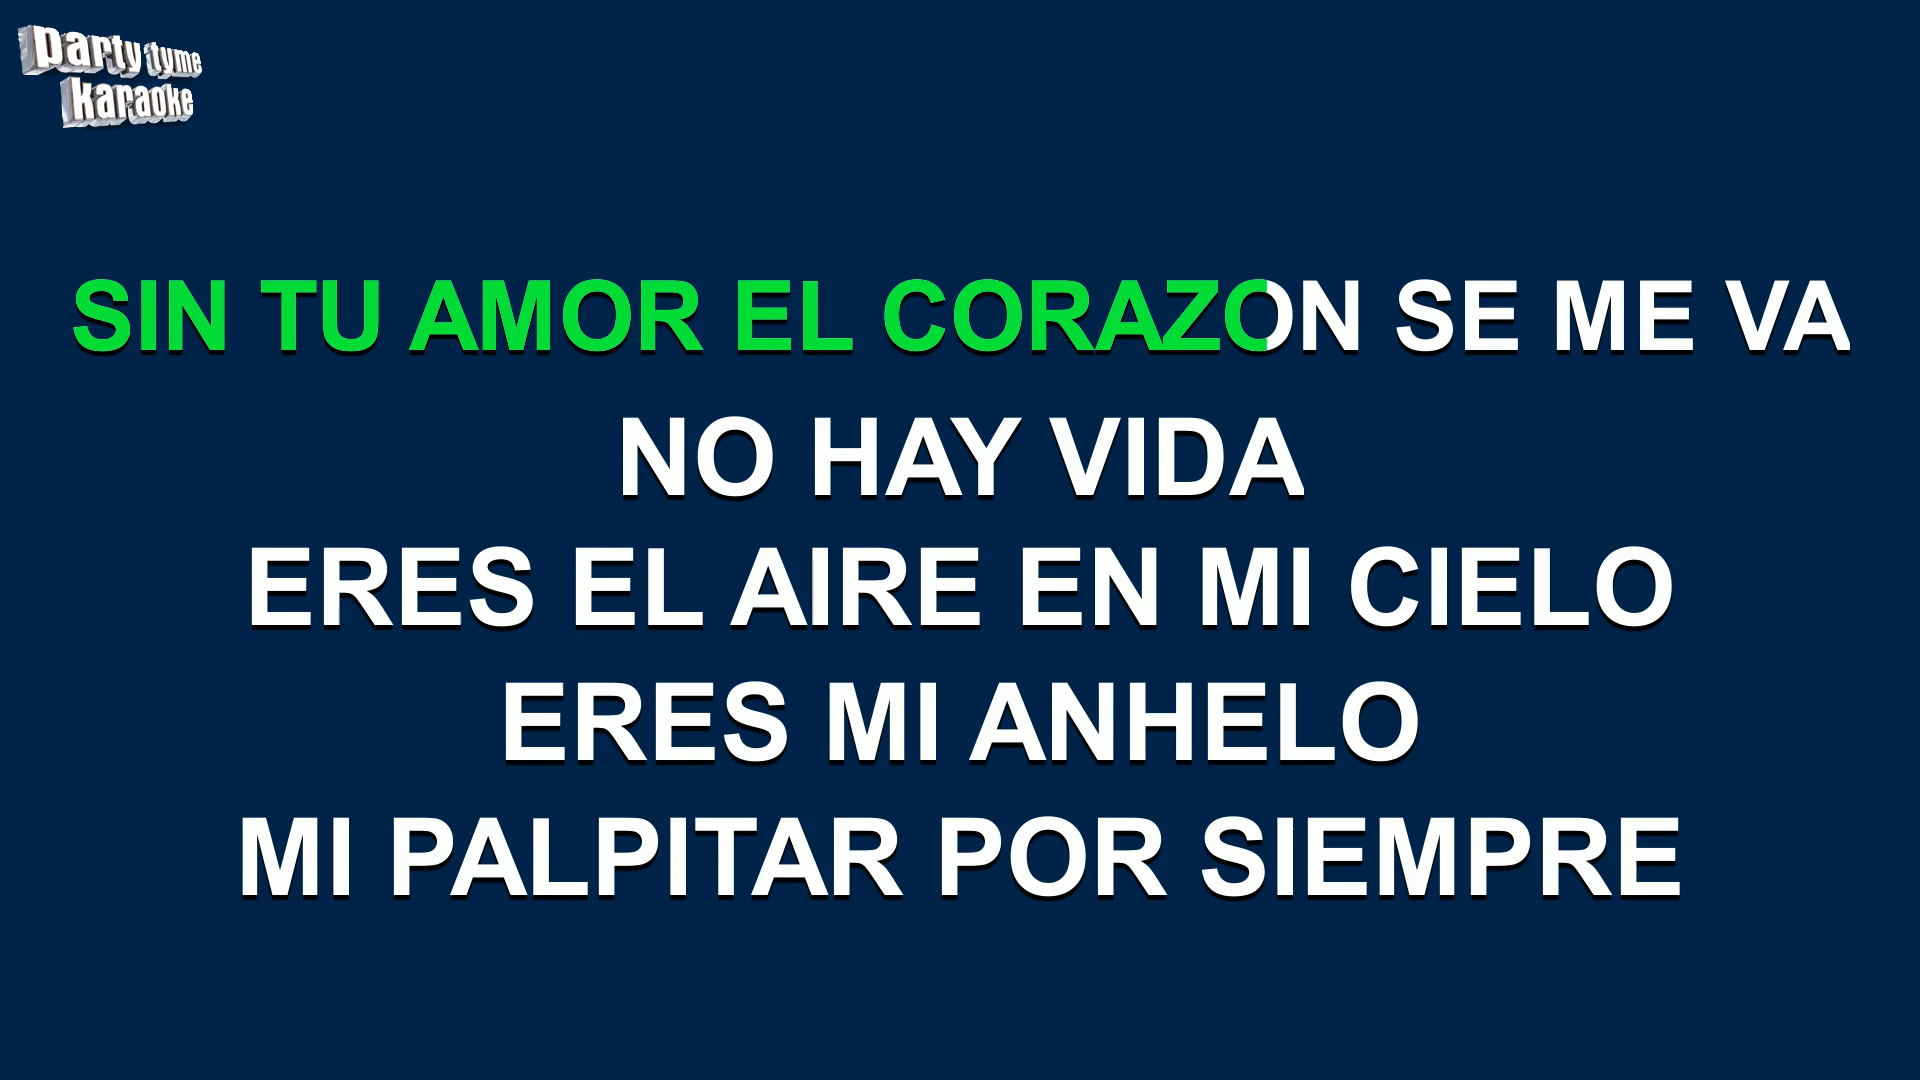 party tyme
karaoke
SIN TU AMOR EL CORAZON SE ME VA
NO HAY VIDA
ERES EL AIRE EN MI CIELO
ERES MI ANHELO
MI PALPITAR POR SIEMPRE